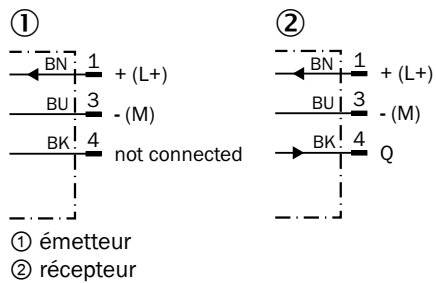 ① ②
BN 1 + (L+)
BU 3 - (M)
BK 4 not connected
BN 1 + (L+)
BU 3 - (M)
BK 4 Q
① émetteur
② récepteur